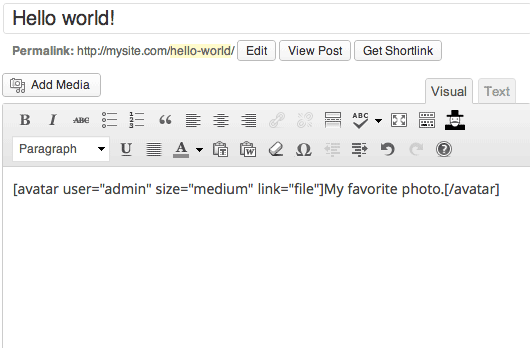 Hello world!
Permalink: http://mysite.com/hello-world/ Edit View Post Get Shortlink
Add Media
Visual Text
B I ABC ABC
Paragraph U A T W Ω ?
[avatar user="admin" size="medium" link="file"]My favorite photo.[/avatar]